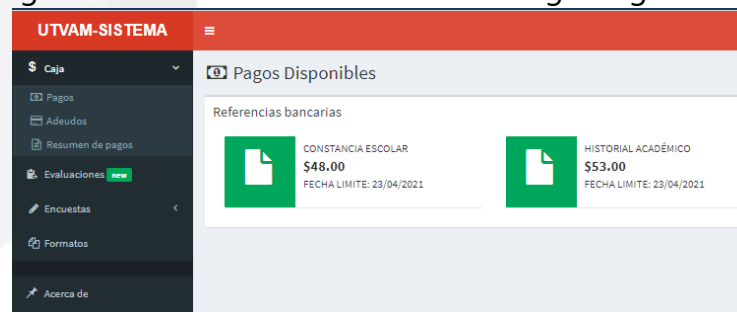 UTVAM-SISTEMA
$ Caja
Pagos
Adeudos
Resumen de pagos
Evaluaciones new
Encuestas
Formatos
Acerca de
Pagos Disponibles
Referencias bancarias
CONSTANCIA ESCOLAR
$48.00
FECHA LIMITE: 23/04/2021
HISTORIAL ACADÉMICO
$53.00
FECHA LIMITE: 23/04/2021